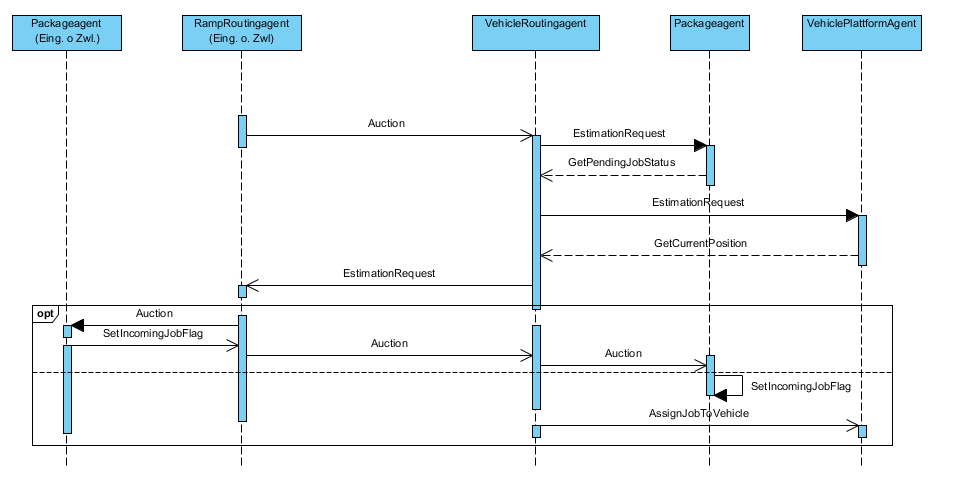 Packageagent
(Eing. o Zwl.)
RampRoutingagent
(Eing. o. Zwl)
VehicleRoutingagent
Packageagent
VehiclePlattformAgent
Auction
EstimationRequest
GetPendingJobStatus
EstimationRequest
GetCurrentPosition
EstimationRequest
opt
Auction
SetIncomingJobFlag
Auction
Auction
SetIncomingJobFlag
AssignJobToVehicle